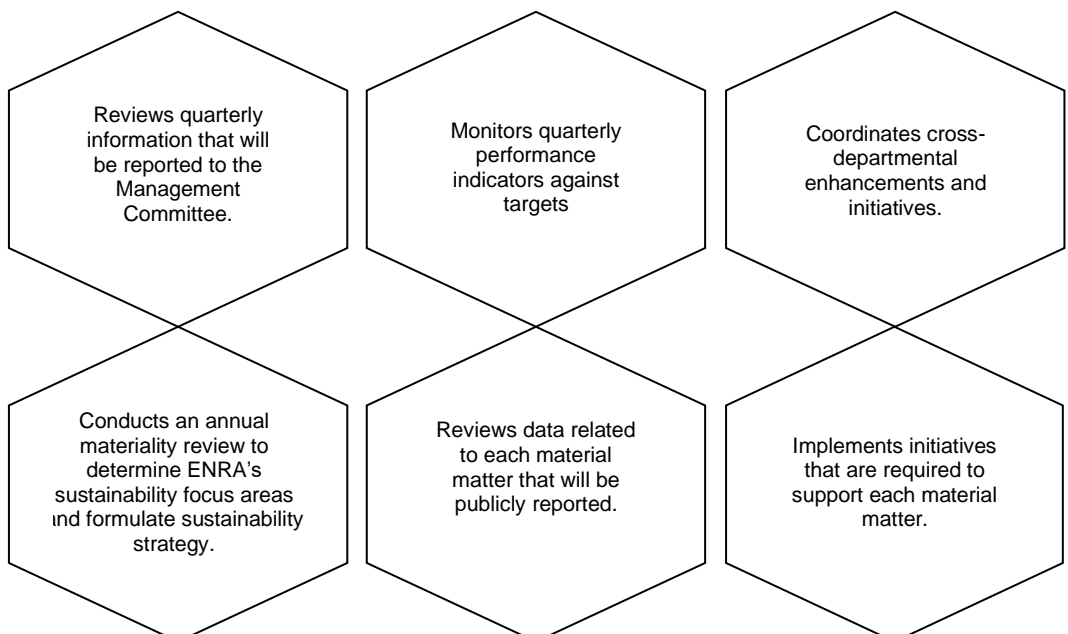 Reviews quarterly
information that will
be reported to the
Management
Committee.
Monitors quarterly
performance
indicators against
targets
Coordinates cross-
departmental
enhancements and
initiatives.
Conducts an annual
materiality review to
determine ENRA’s
sustainability focus areas
and formulate sustainability
strategy.
Reviews data related
to each material
matter that will be
publicly reported.
Implements initiatives
that are required to
support each material
matter.